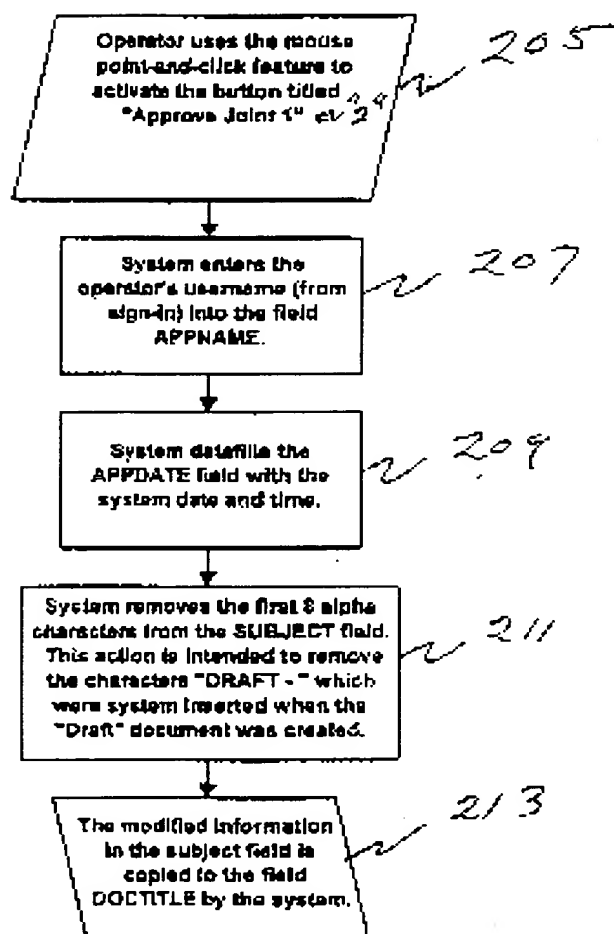 Operator uses the mouse
point-and-click feature to
activate the button titled
"Approve Joint 1"
205
System enters the
operator's username (from
sign-in) into the field
APPNAME.
207
System datafills the
APPDATE field with the
system date and time.
209
System removes the first 8 alpha
characters from the SUBJECT field.
This action is intended to remove
the characters "DRAFT - " which
were system inserted when the
"Draft" document was created.
211
The modified information
in the subject field is
copied to the field
DOCTITLE by the system.
213